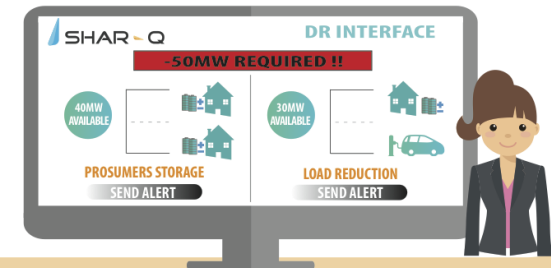 SHAR-Q
DR INTERFACE
-50MW REQUIRED !!
40MW
AVAILABLE
PROSUMERS STORAGE
SEND ALERT
30MW
AVAILABLE
LOAD REDUCTION
SEND ALERT